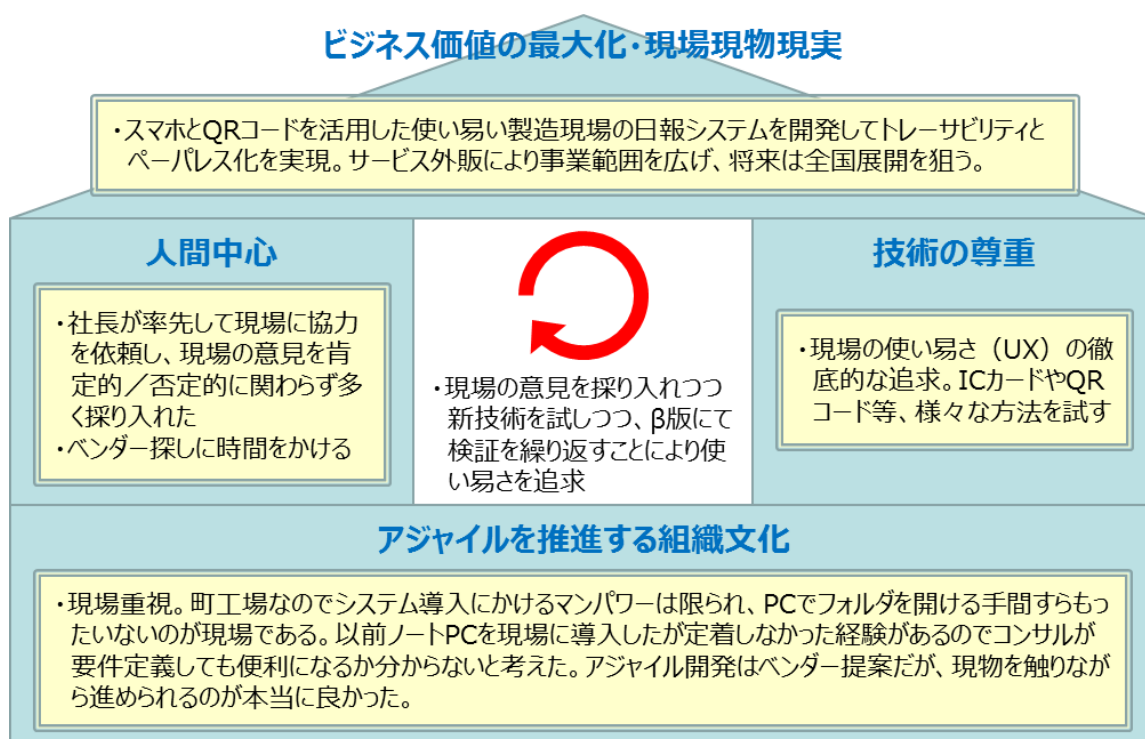 ビジネス価値の最大化・現場現物現実
・スマホとQRコードを活用した使い易い製造現場の日報システムを開発してトレーサビリティと
ペーパレス化を実現。サービス外販により事業範囲を広げ、将来は全国展開を狙う。
人間中心
・社長が率先して現場に協力
を依頼し、現場の意見を肯
定的／否定的に関わらず多
く採り入れた
・ベンダー探しに時間をかける
・現場の意見を採り入れつつ
新技術を試しつつ、β版にて
検証を繰り返すことにより使
い易さを追求
技術の尊重
・現場の使い易さ（UX）の徹
底的な追求。ICカードやQR
コード等、様々な方法を試す
アジャイルを推進する組織文化
・現場重視。町工場なのでシステム導入にかけるマンパワーは限られ、PCでフォルダを開ける手間すらもっ
たいないのが現場である。以前ノートPCを現場に導入したが定着しなかった経験があるのでコンサルが
要件定義しても便利になるか分からないと考えた。アジャイル開発はベンダー提案だが、現物を触りなが
ら進められるのが本当に良かった。